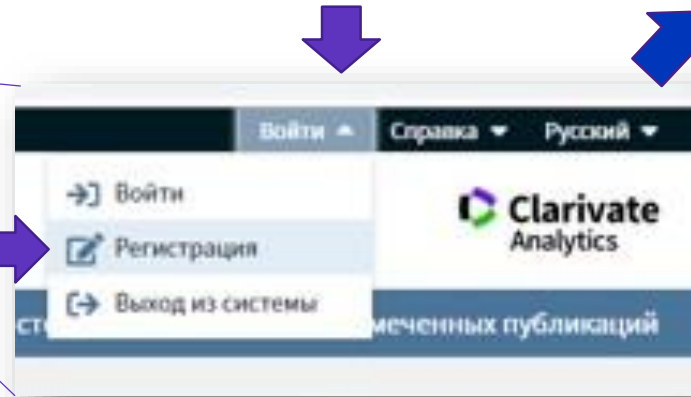 Войти Справка Русский
Войти
Clarivate
Analytics
Регистрация
Выход из системы
меченных публикаций